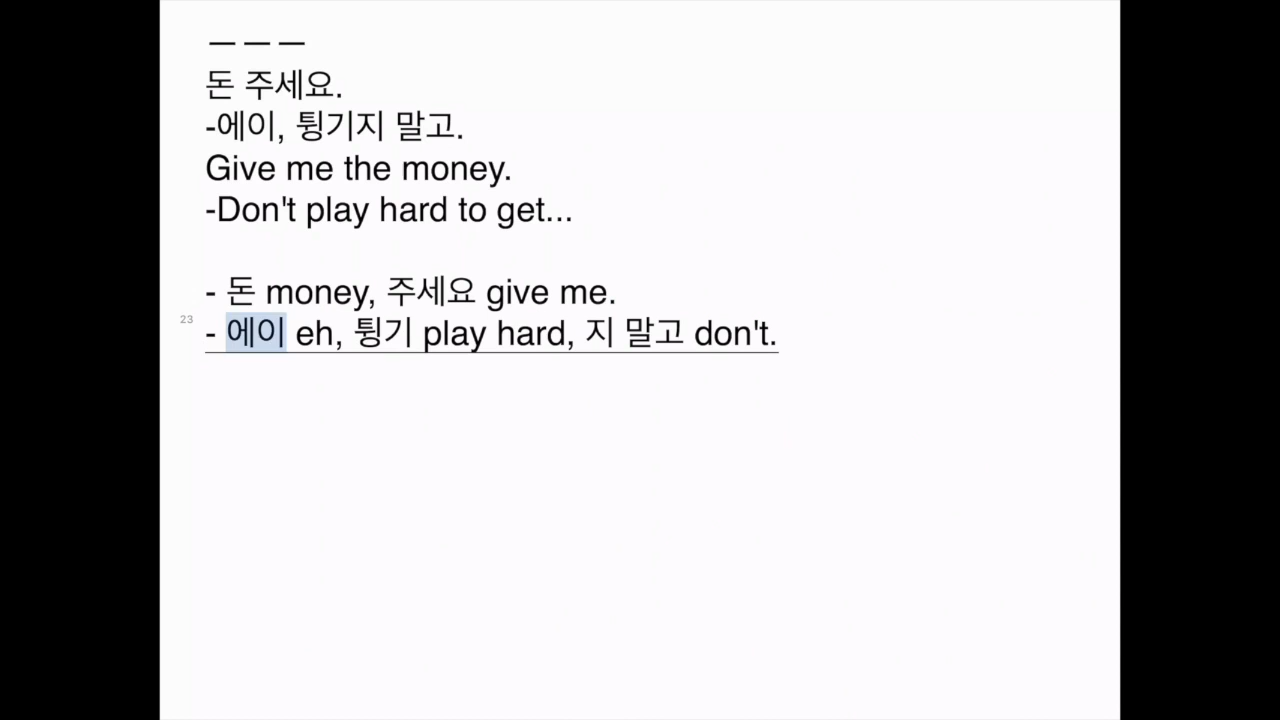 ———
돈 주세요.
-에이, 튕기지 말고.
Give me the money.
-Don't play hard to get...
- 돈 money, 주세요 give me.
23
- 에이 eh, 튕기 play hard, 지 말고 don't.